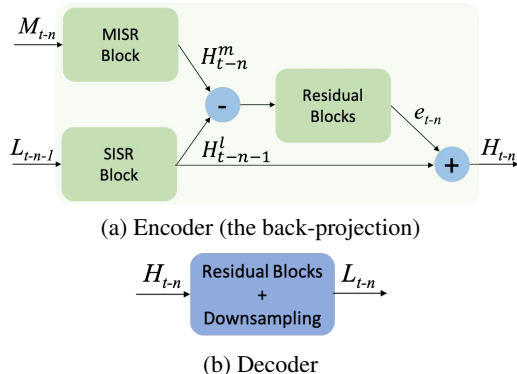 M_{t-n}
MISR
Block
H^m_{t-n}
-
Residual
Blocks
e_{t-n}
L_{t-n-1}
SISR
Block
H^l_{t-n-1}
+
H_{t-n}
(a) Encoder (the back-projection)
H_{t-n}
Residual Blocks
+
Downsampling
L_{t-n}
(b) Decoder